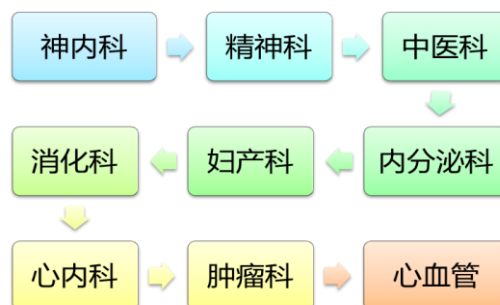 神内科
精神科
中医科
内分泌科
妇产科
消化科
心内科
肿瘤科
心血管